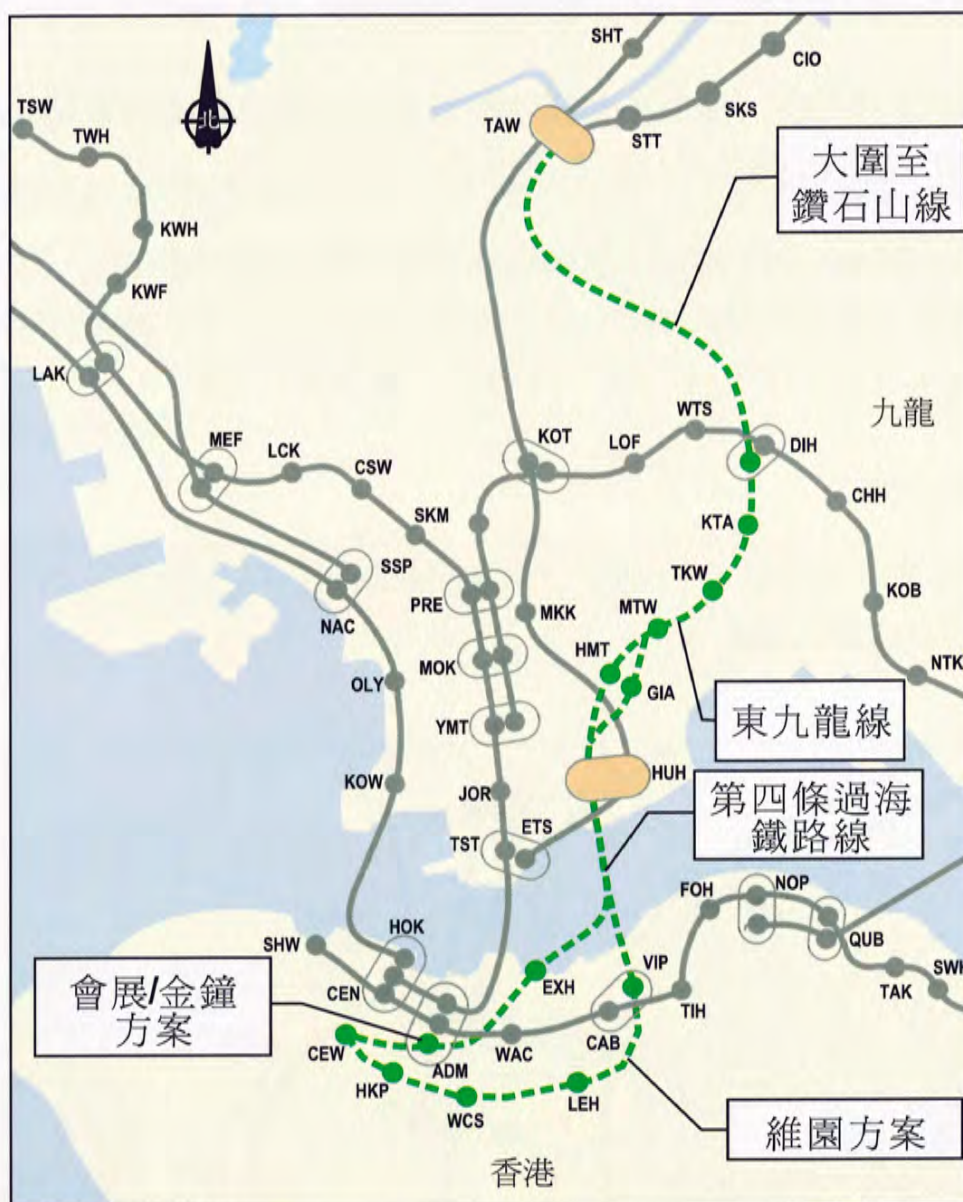 SHT
CIO
TSW
TWH
北
TAW
STT
SKS
大圍至
鑽石山線
KWH
KWF
LAK
九龍
MEF
LCK
CSW
KOT
LOF
WTS
DIH
CHH
SKM
KTA
SSP
PRE
TKW
NAC
MKK
MTW
KOB
MOK
HMT
NTK
OLY
GIA
YMT
東九龍線
KOW
JOR
HUH
第四條過海
鐵路線
TST
ETS
FOH
NOP
SHW
HOK
QUB
SWH
會展/金鐘
方案
CEN
EXH
VIP
TAK
TIH
CEW
ADM
WAC
CAB
HKP
WCS
LEH
維園方案
香港